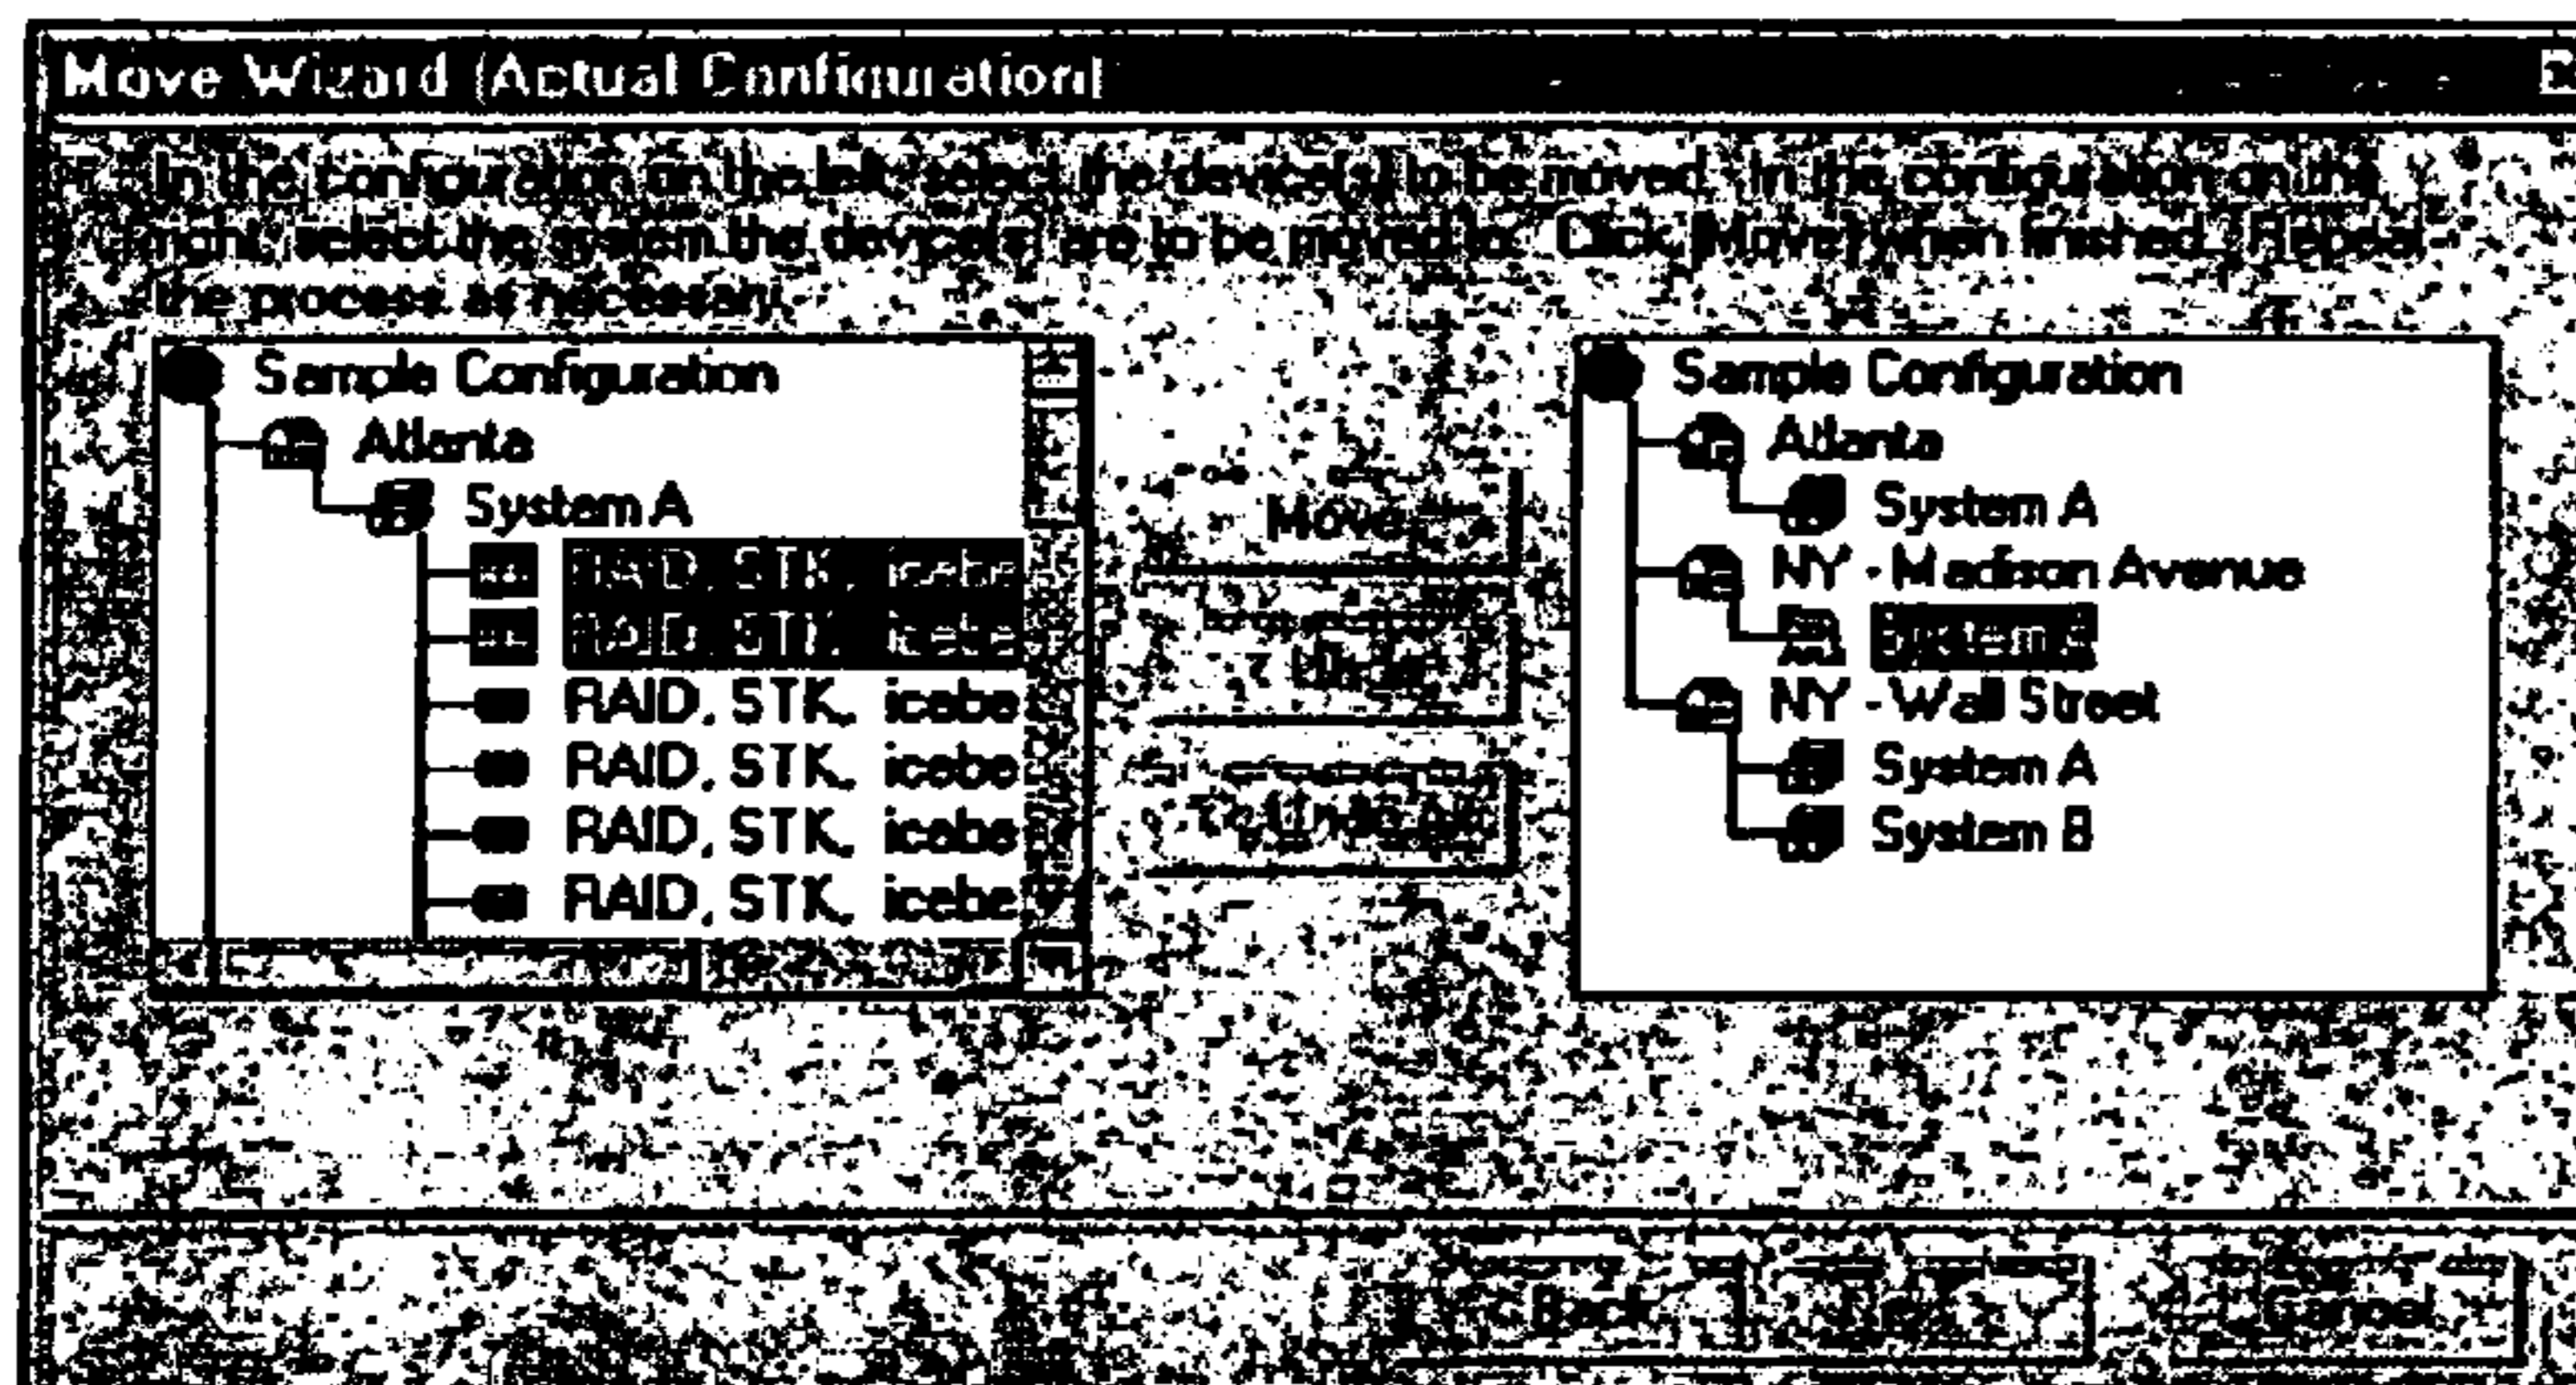 Move Wizard (Actual Configuration)
In the configuration on the left, select the device(s) to be moved. In the configuration on the
right, select the system the device(s) are to be moved to. Click [Move] when finished. Repeat
the process as necessary.
Sample Configuration
Atlanta
System A
RAID, STK, icebe
RAID, STK, icebe
RAID, STK, icebe
RAID, STK, icebe
RAID, STK, icebe
RAID, STK, icebe
Move
Undo
Undo All
Sample Configuration
Atlanta
System A
NY - Madison Avenue
NY - Wall Street
System A
System B
< Back
Next >
Cancel